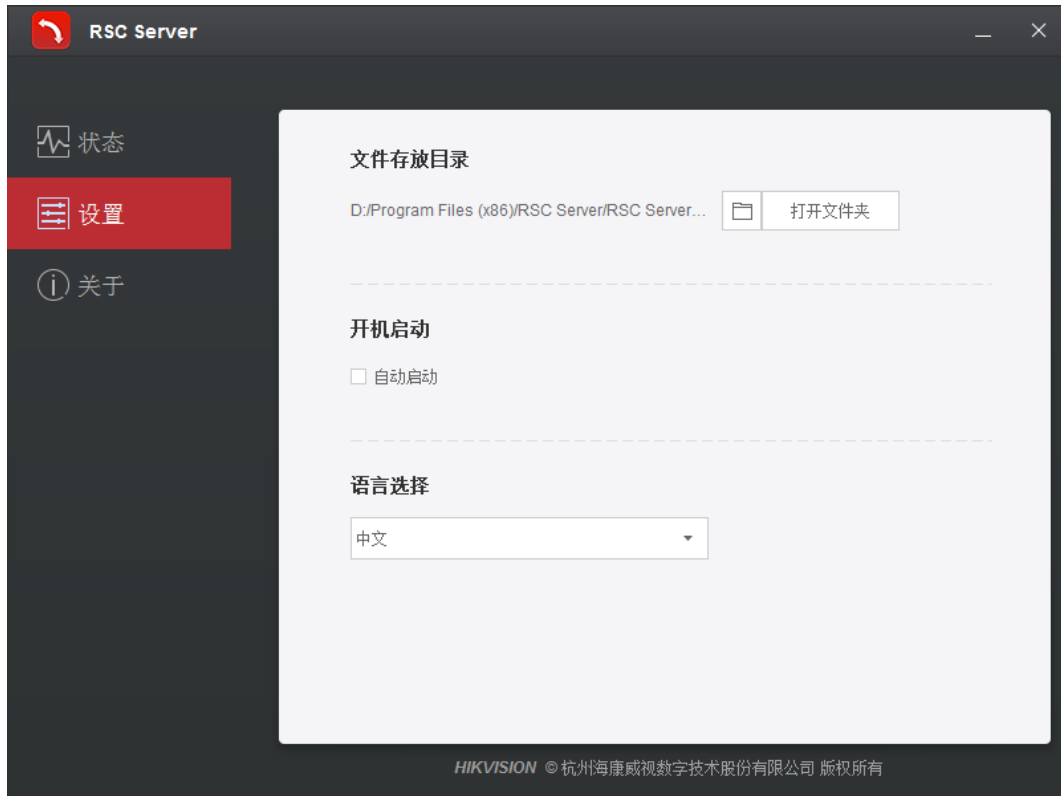 RSC Server
状态
设置
关于
文件存放目录
D:/Program Files (x86)/RSC Server/RSC Server...
打开文件夹
开机启动
自动启动
语言选择
中文
HIKVISION © 杭州海康威视数字技术股份有限公司 版权所有